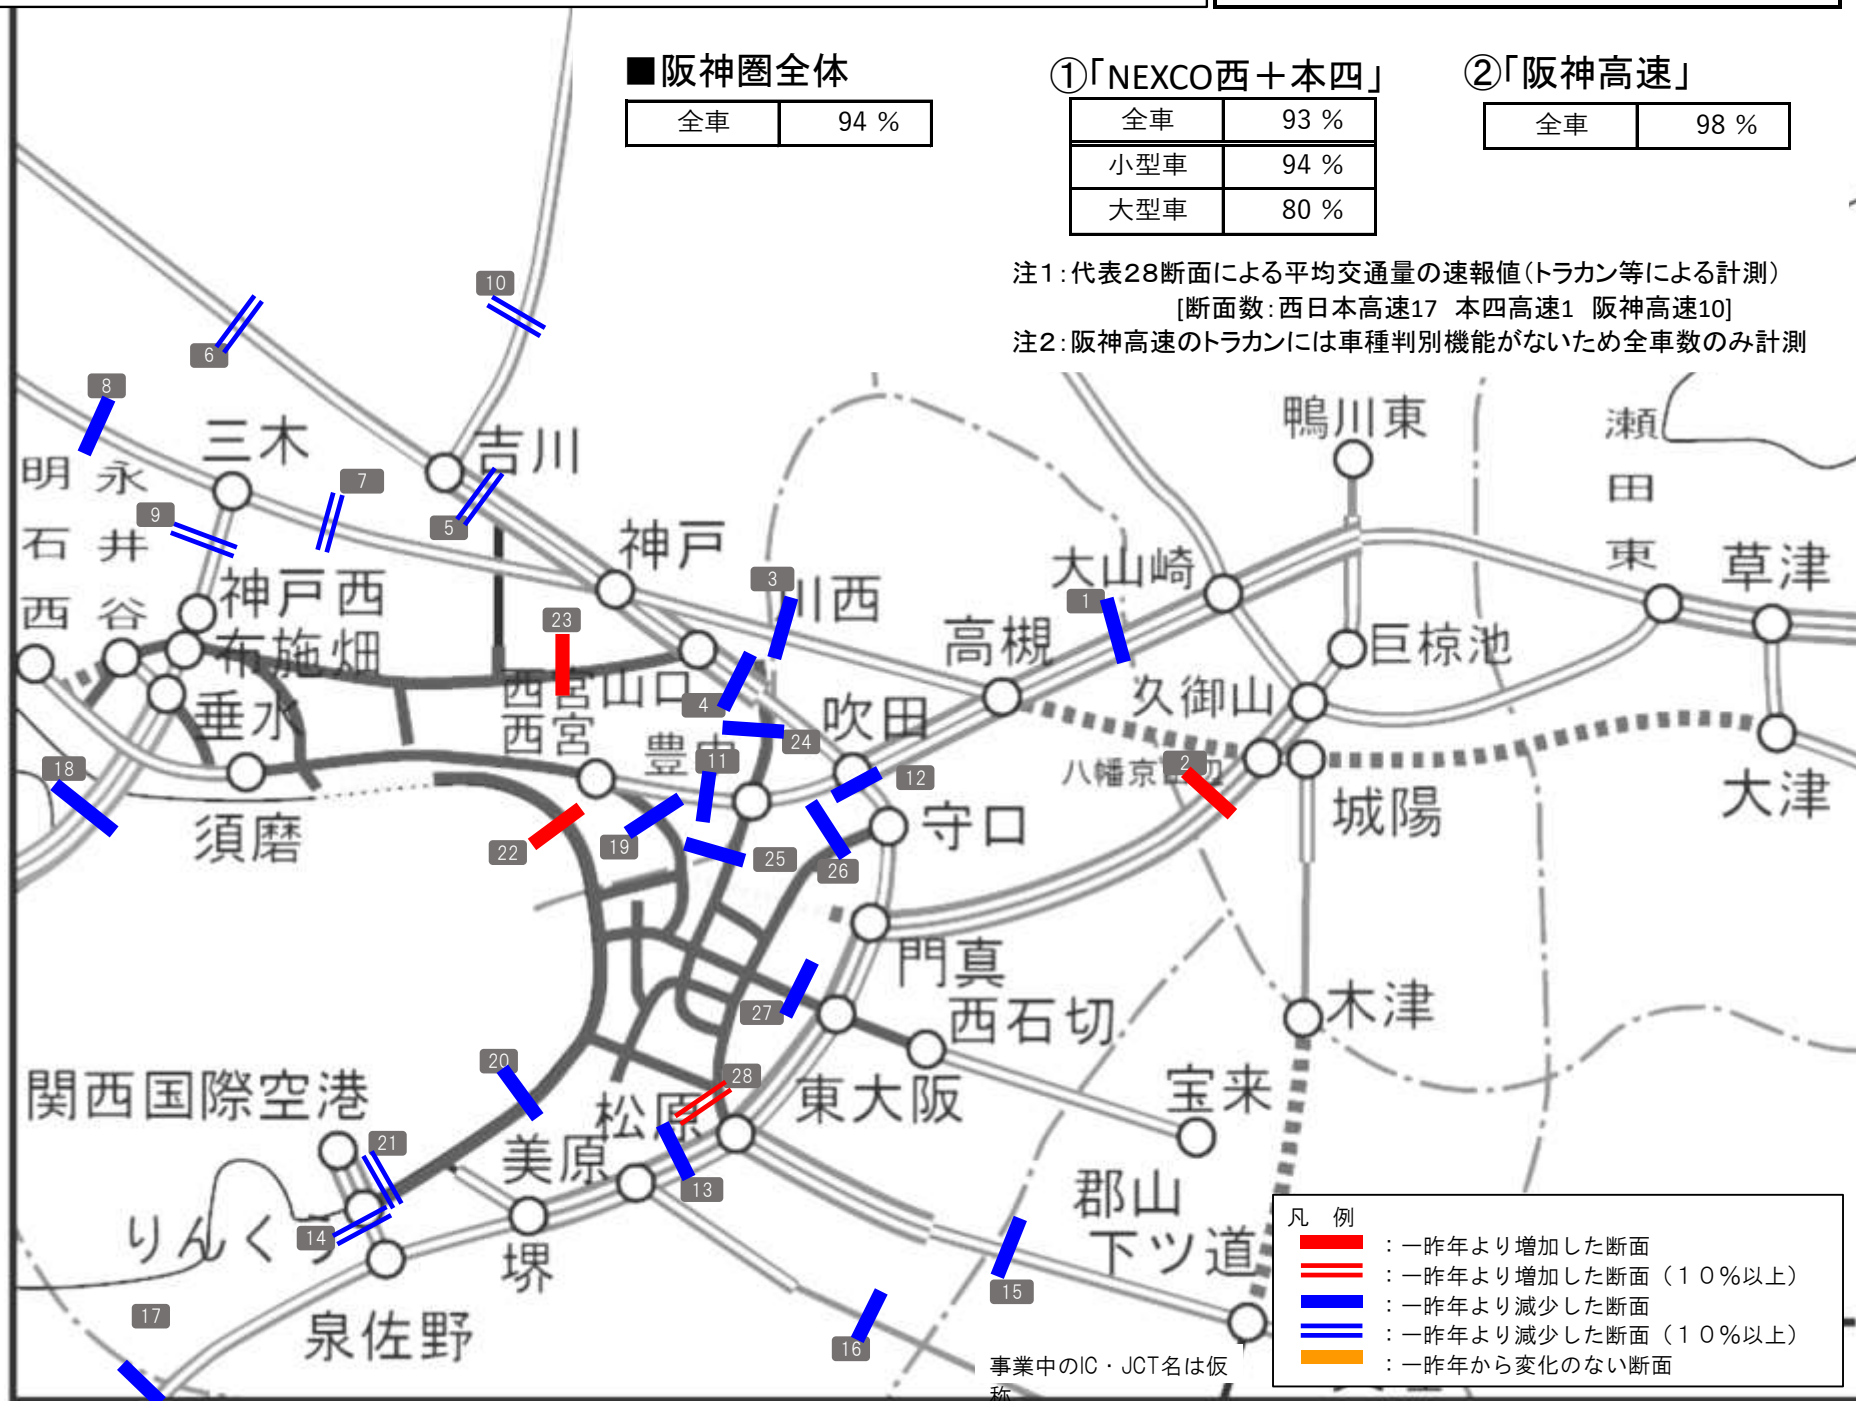 ■阪神圏全体
全車 94 %
①「NEXCO西＋本四」
全車 93 %
小型車 94 %
大型車 80 %
②「阪神高速」
全車 98 %
注１：代表２８断面による平均交通量の速報値（トラカン等による計測）
[断面数：西日本高速17 本四高速1 阪神高速10]
注２：阪神高速のトラカンには車種判別機能がないため全車数のみ計測
10
6
8
三木
吉川
鴨川東
瀬田東
明石西
永井谷
7
9
5
神戸
3
川西
大山崎
1
草津
神戸西
布施畑
23
高槻
巨椋池
西宮山口
4
久御山
垂水
西宮
豊中
24
吹田
11
12
八幡京田辺
2
18
須磨
22
19
25
26
守口
城陽
大津
門真
27
西石切
木津
20
28
関西国際空港
松原
東大阪
宝来
21
美原
13
郡山
りんくう
14
堺
下ツ道
15
17
泉佐野
16
事業中のIC・JCT名は仮
称
凡　例
：一昨年より増加した断面
：一昨年より増加した断面（１０％以上）
：一昨年より減少した断面
：一昨年より減少した断面（１０％以上）
：一昨年から変化のない断面